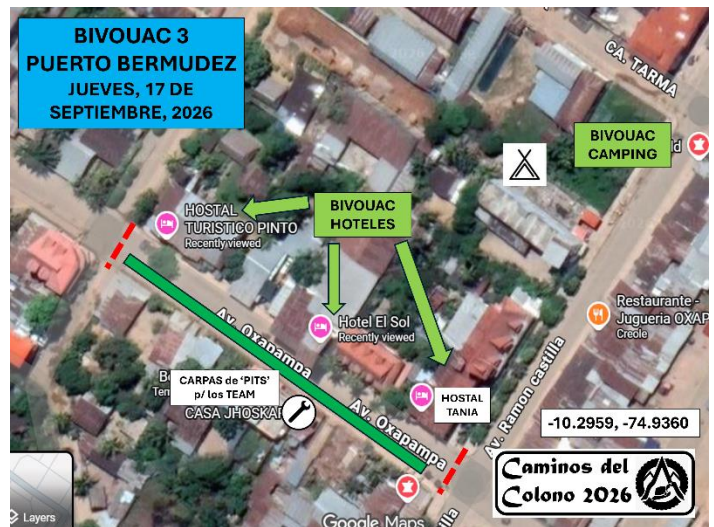 BIVOUAC 3
PUERTO BERMUDEZ
JUEVES, 17 DE
SEPTIEMBRE, 2026
CA. TARMA
BIVOUAC
CAMPING
HOSTAL
TURISTICO PINTO
Recently viewed
BIVOUAC
HOTELES
Hotel El Sol
Recently viewed
Restaurante -
Jugueria OXAP
Creole
Av. Oxapampa
CARPAS de ‘PITS’
p/ los TEAM
CASA JHOSKAR
HOSTAL
TANIA
Av. Ramon castilla
Av. Oxapampa
-10.2959, -74.9360
Caminos del
Colono 2026
Layers
Google Maps